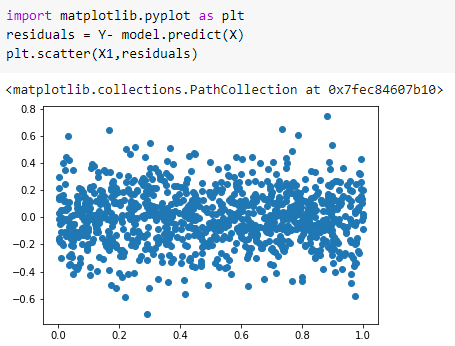 import matplotlib.pyplot as plt
residuals = Y- model.predict(X)
plt.scatter(X1,residuals)
<matplotlib.collections.PathCollection at 0x7fec84607b10>
0.8
0.6
0.4
0.2
0.0
−0.2
−0.4
−0.6
0.0 0.2 0.4 0.6 0.8 1.0